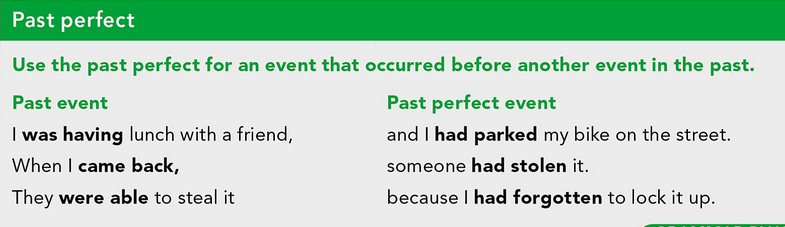 Past perfect
Use the past perfect for an event that occurred before another event in the past.
Past event
Past perfect event
I was having lunch with a friend,
and I had parked my bike on the street.
When I came back,
someone had stolen it.
They were able to steal it
because I had forgotten to lock it up.